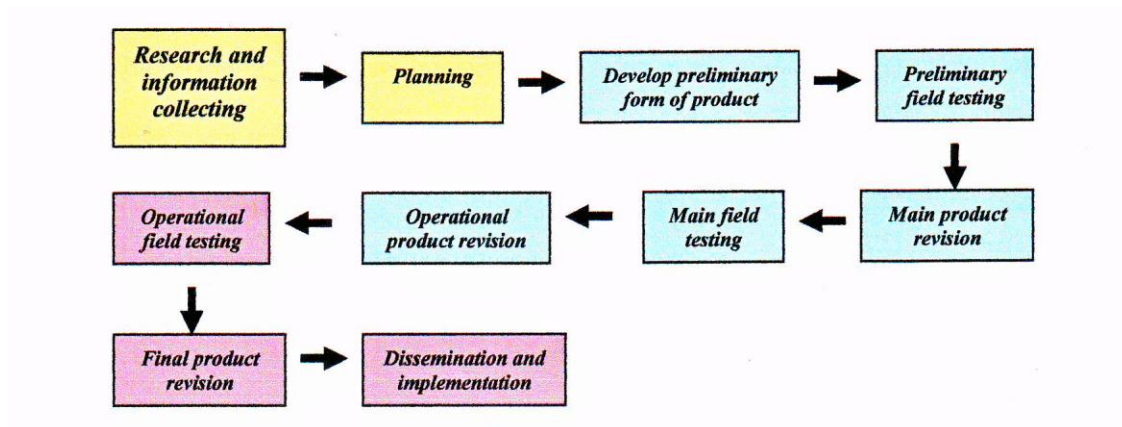 Research and
information
collecting
Planning
Develop preliminary
form of product
Preliminary
field testing
Main product
revision
Main field
testing
Operational
product revision
Operational
field testing
Final product
revision
Dissemination and
implementation